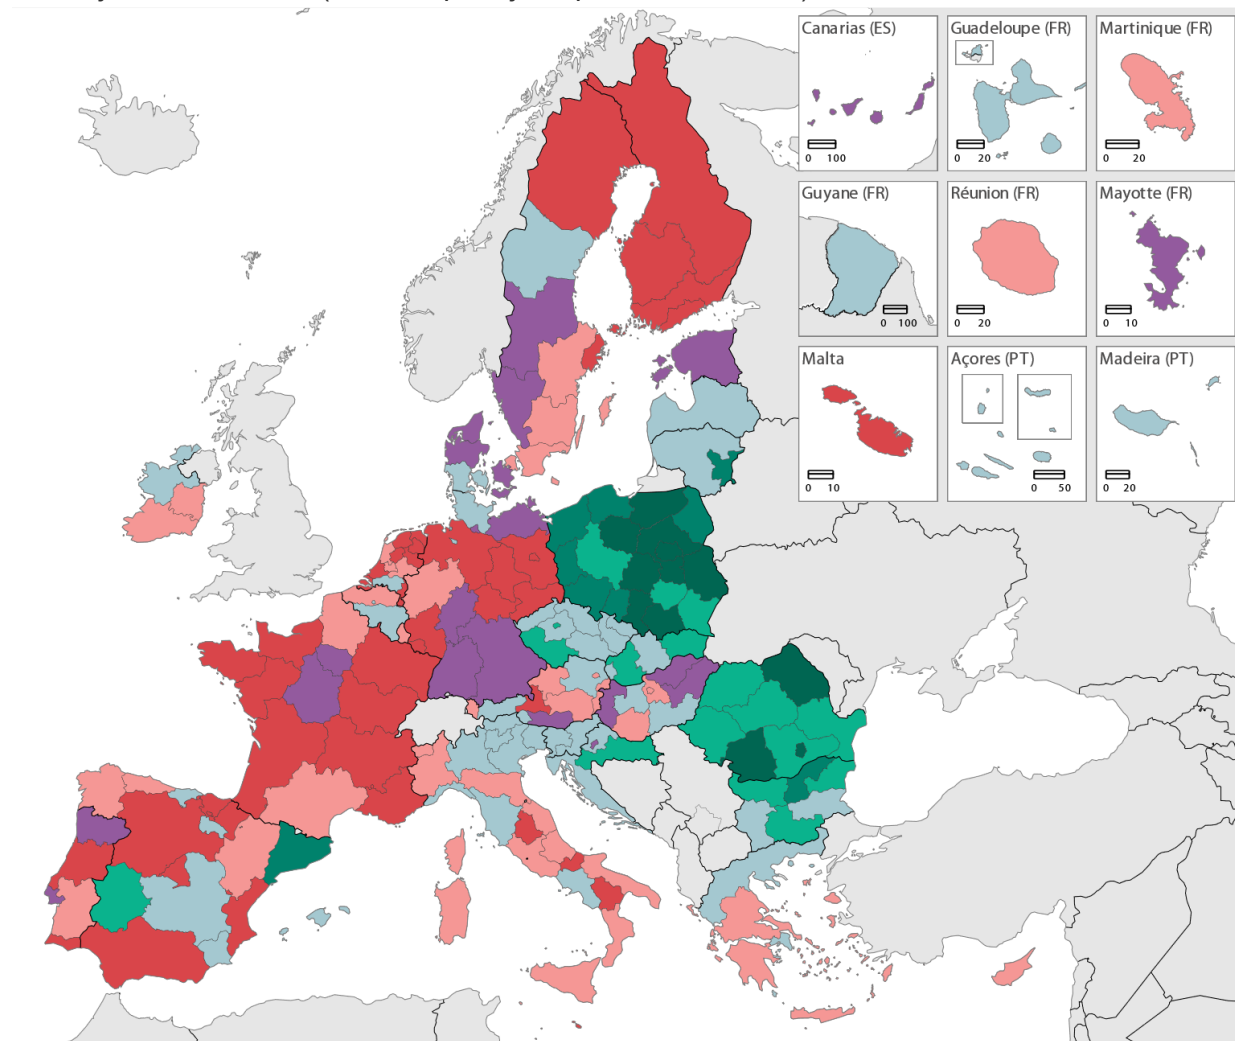 Canarias (ES)
0 100
Guadeloupe (FR)
0 20
Martinique (FR)
0 20
Guyane (FR)
0 100
Réunion (FR)
0 20
Mayotte (FR)
0 10
Malta
0 10
Açores (PT)
0 50
Madeira (PT)
0 20